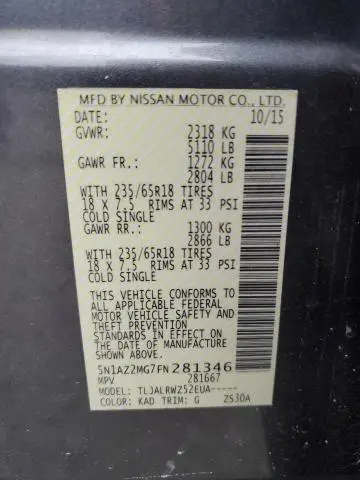 MFD BY NISSAN MOTOR CO., LTD.
DATE: 10/15
GVWR: 2318 KG
5110 LB
GAWR FR.: 1272 KG
2804 LB
WITH 235/65R18 TIRES
18 X 7.5 RIMS AT 33 PSI
COLD SINGLE
GAWR RR.: 1300 KG
2866 LB
WITH 235/65R18 TIRES
18 X 7.5 RIMS AT 33 PSI
COLD SINGLE
THIS VEHICLE CONFORMS TO
ALL APPLICABLE FEDERAL
MOTOR VEHICLE SAFETY
AND THEFT PREVENTION
STANDARDS IN EFFECT ON
THE DATE OF MANUFACTURE
SHOWN ABOVE.
5N1AZ2MG7FN281346
MPV 281667
MODEL: TLJALRWZ52EUA-----
COLOR: KAD TRIM: G ZS30A